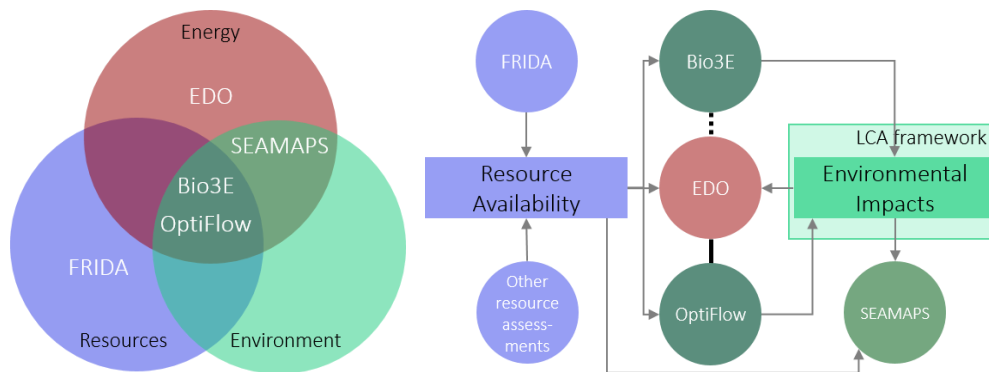 Energy
EDO
SEAMAPS
Bio3E
OptiFlow
FRIDA
Resources
Environment
FRIDA
Bio3E
LCA framework
Resource
Availability
EDO
Environmental
Impacts
Other
resource
assess-
ments
OptiFlow
SEAMAPS